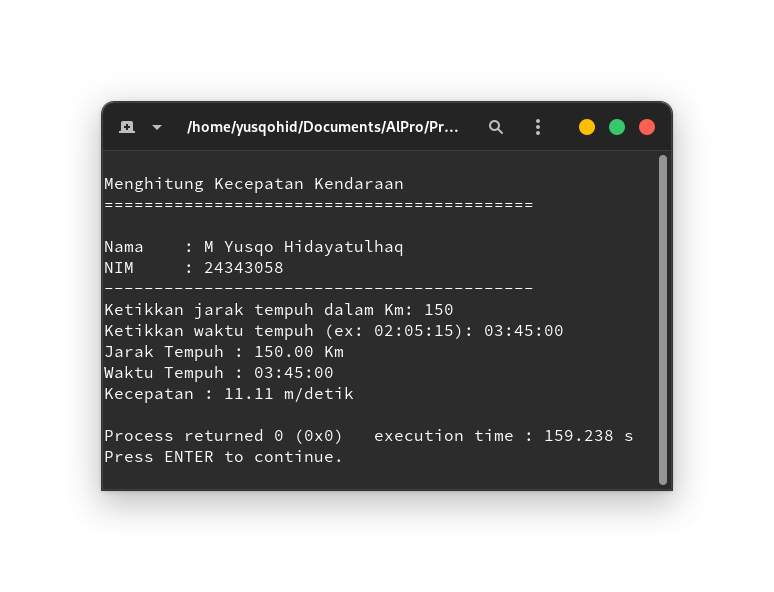 /home/yusqohid/Documents/AlPro/Pr...
Menghitung Kecepatan Kendaraan
===========================================
Nama    : M Yusqo Hidayatulhaq
NIM     : 24343058
-------------------------------------------
Ketikkan jarak tempuh dalam Km: 150
Ketikkan waktu tempuh (ex: 02:05:15): 03:45:00
Jarak Tempuh : 150.00 Km
Waktu Tempuh : 03:45:00
Kecepatan : 11.11 m/detik
Process returned 0 (0x0)   execution time : 159.238 s
Press ENTER to continue.